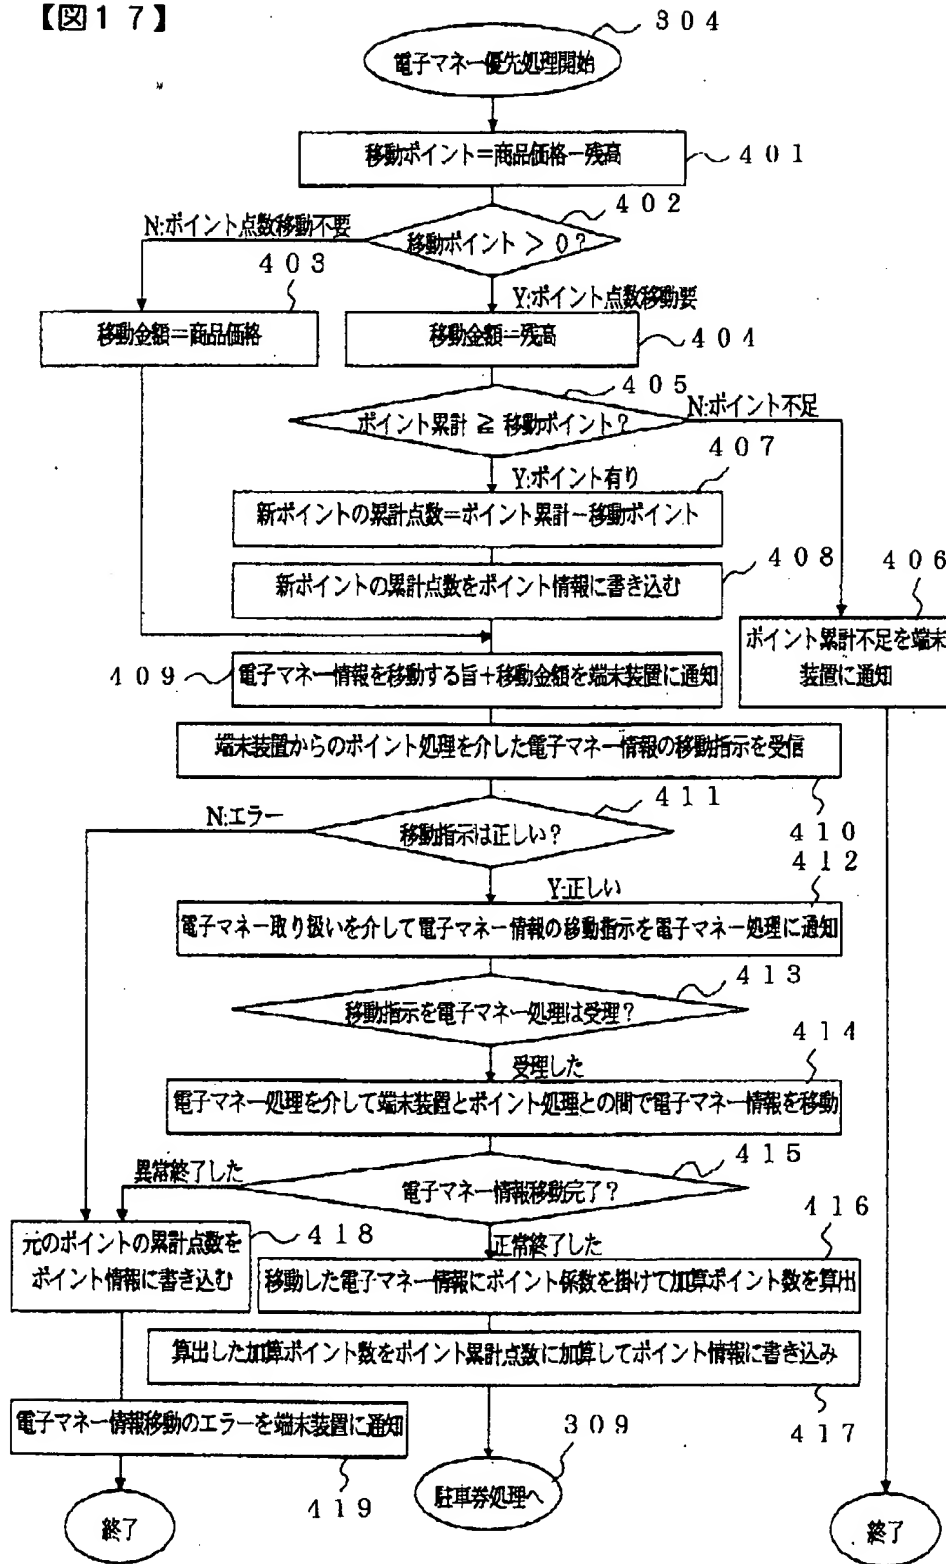 【図17】
304
電子マネー優先処理開始
移動ポイント=商品価格−残高
401
402
N:ポイント点数移動不要
移動ポイント > 0?
403
Y:ポイント点数移動要
移動金額=商品価格
移動金額=残高
404
405
N:ポイント不足
ポイント累計 ≧ 移動ポイント?
407
Y:ポイント有り
新ポイントの累計点数=ポイント累計−移動ポイント
408
406
新ポイントの累計点数をポイント情報に書き込む
ポイント累計不足を端末
装置に通知
409
電子マネー情報を移動する旨+移動金額を端末装置に通知
端末装置からのポイント処理を介した電子マネー情報の移動指示を受信
411
410
N:エラー
移動指示は正しい?
412
Y:正しい
電子マネー取り扱いを介して電子マネー情報の移動指示を電子マネー処理に通知
413
移動指示を電子マネー処理は受理?
414
受理した
電子マネー処理を介して端末装置とポイント処理との間で電子マネー情報を移動
415
異常終了した
電子マネー情報移動完了?
416
418
正常終了した
元のポイントの累計点数を
ポイント情報に書き込む
移動した電子マネー情報にポイント係数を掛けて加算ポイント数を算出
算出した加算ポイント数をポイント累計点数に加算してポイント情報に書き込み
417
電子マネー情報移動のエラーを端末装置に通知
419
309
駐車券処理へ
終了
終了